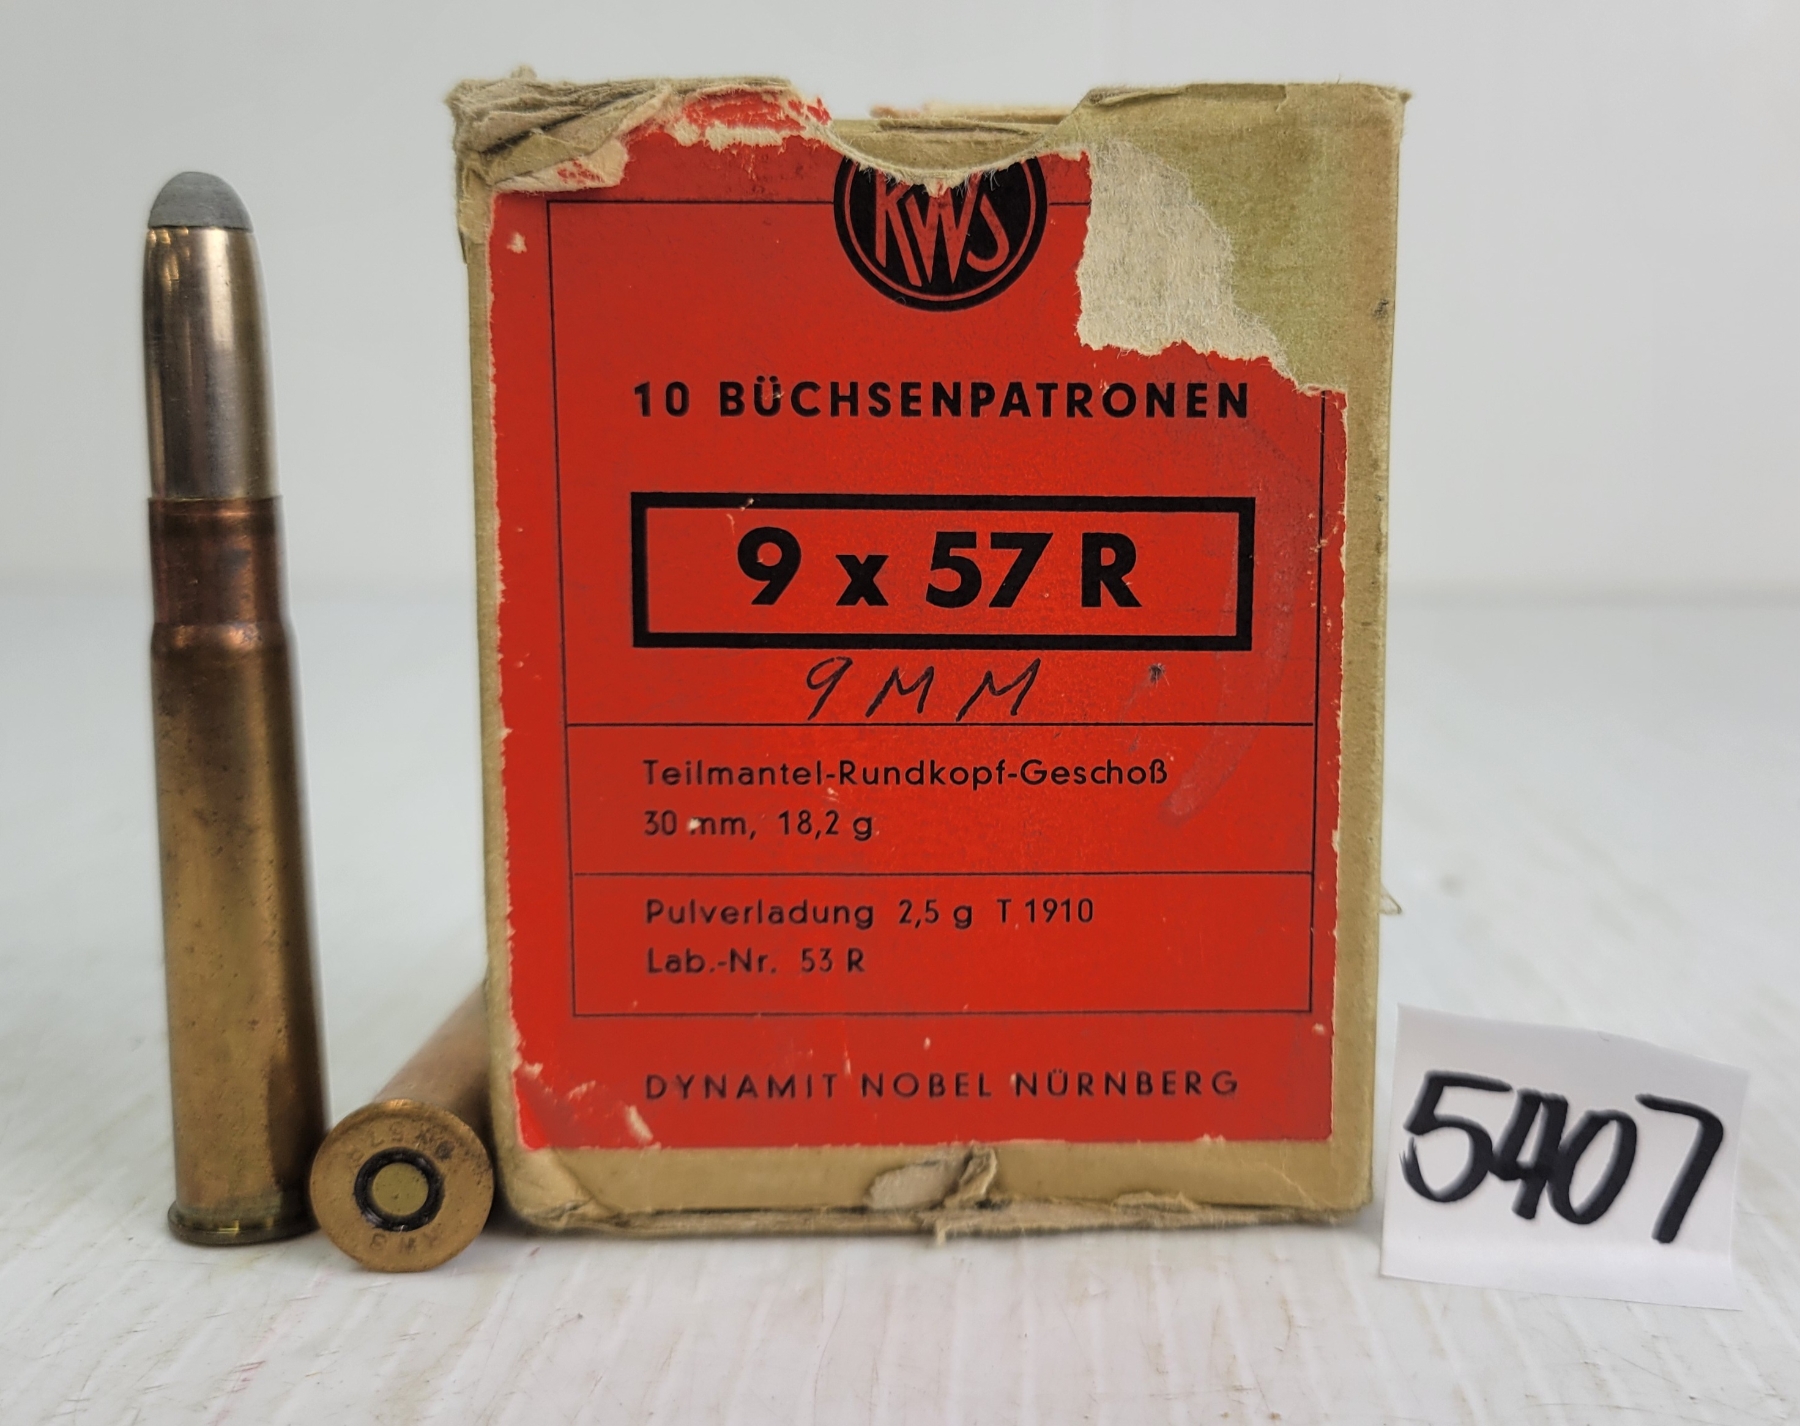 RWS
10 BÜCHSENPATRONEN
9 x 57 R
9MM
Teilmantel-Rundkopf-Geschoß
30 mm, 18,2 g
Pulverladung 2,5 g T 1910
Lab.-Nr. 53 R
DYNAMIT NOBEL NÜRNBERG
5407